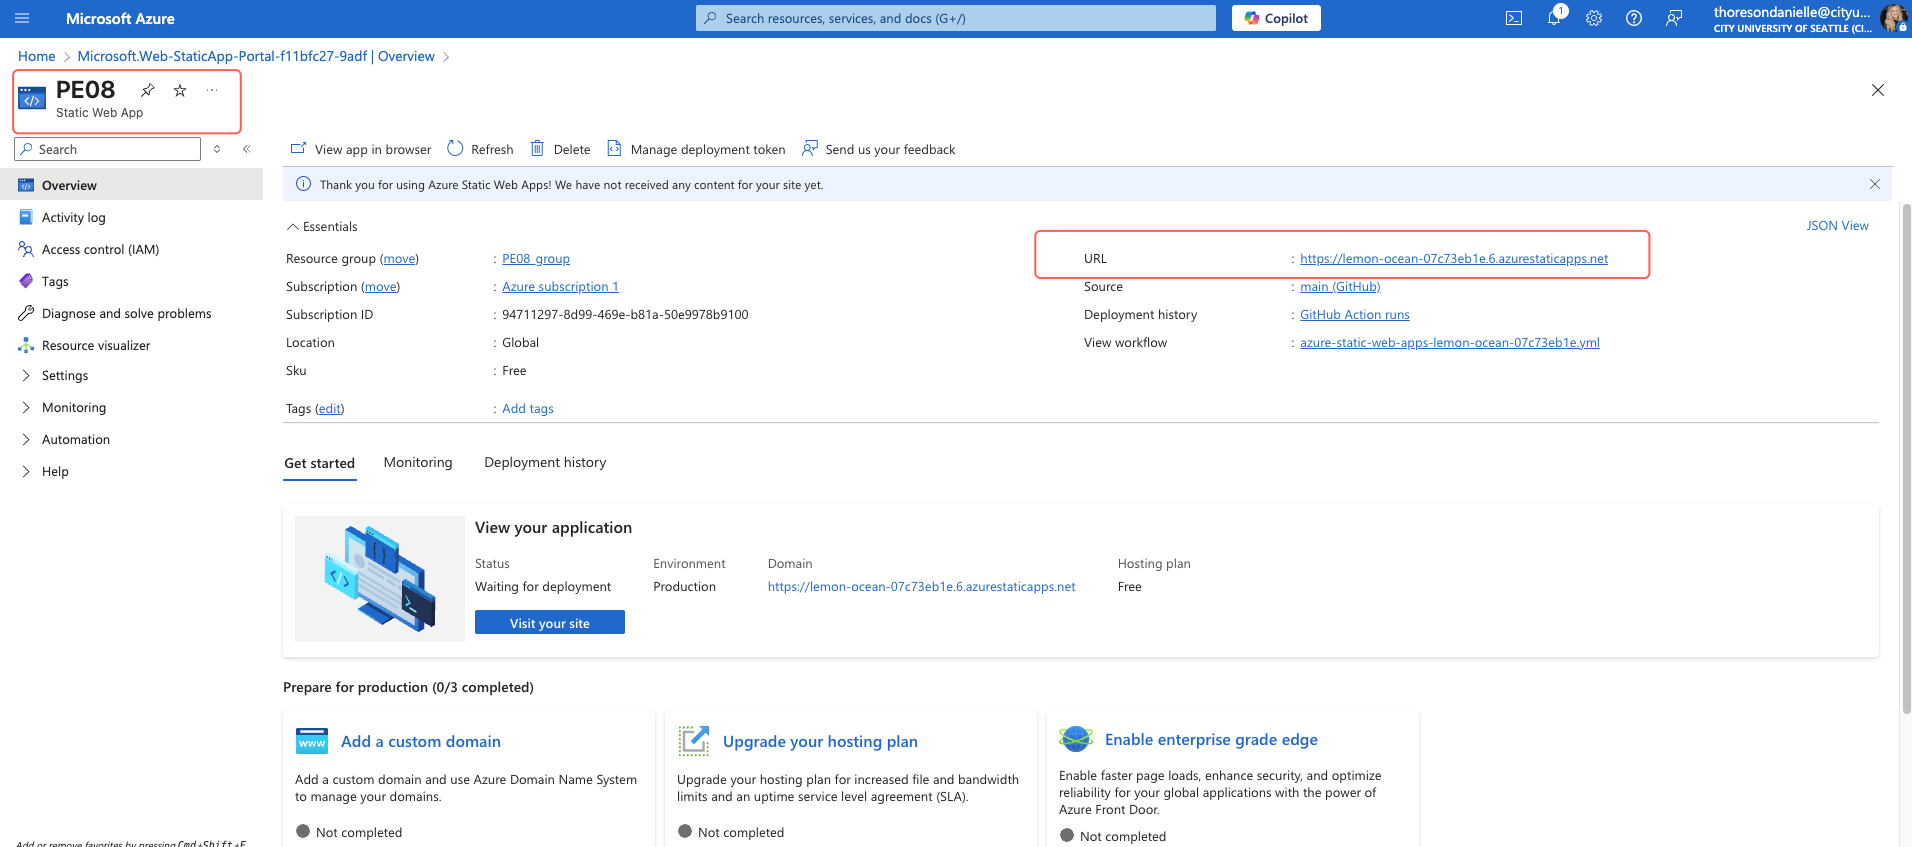 Microsoft Azure
Search resources, services, and docs (G+/)
Copilot
1
thoresondanielle@cityu...
CITY UNIVERSITY OF SEATTLE (CI...
Home > Microsoft.Web-StaticApp-Portal-f11bfc27-9adf | Overview >
PE08
Static Web App
Search
Overview
Activity log
Access control (IAM)
Tags
Diagnose and solve problems
Resource visualizer
Settings
Monitoring
Automation
Help
Add or remove favorites by pressing Cmd+Shift+F
View app in browser Refresh Delete Manage deployment token Send us your feedback
Thank you for using Azure Static Web Apps! We have not received any content for your site yet.
Essentials
JSON View
Resource group (move) : PE08_group
Subscription (move) : Azure subscription 1
Subscription ID : 94711297-8d99-469e-b81a-50e9978b9100
Location : Global
Sku : Free
Tags (edit) : Add tags
URL : https://lemon-ocean-07c73eb1e.6.azurestaticapps.net
Source : main (GitHub)
Deployment history : GitHub Action runs
View workflow : azure-static-web-apps-lemon-ocean-07c73eb1e.yml
Get started Monitoring Deployment history
View your application
Status Environment Domain Hosting plan
Waiting for deployment Production https://lemon-ocean-07c73eb1e.6.azurestaticapps.net Free
Visit your site
Prepare for production (0/3 completed)
www
Add a custom domain
Add a custom domain and use Azure Domain Name System
to manage your domains.
Not completed
Upgrade your hosting plan
Upgrade your hosting plan for increased file and bandwidth
limits and an uptime service level agreement (SLA).
Not completed
Enable enterprise grade edge
Enable faster page loads, enhance security, and optimize
reliability for your global applications with the power of
Azure Front Door.
Not completed